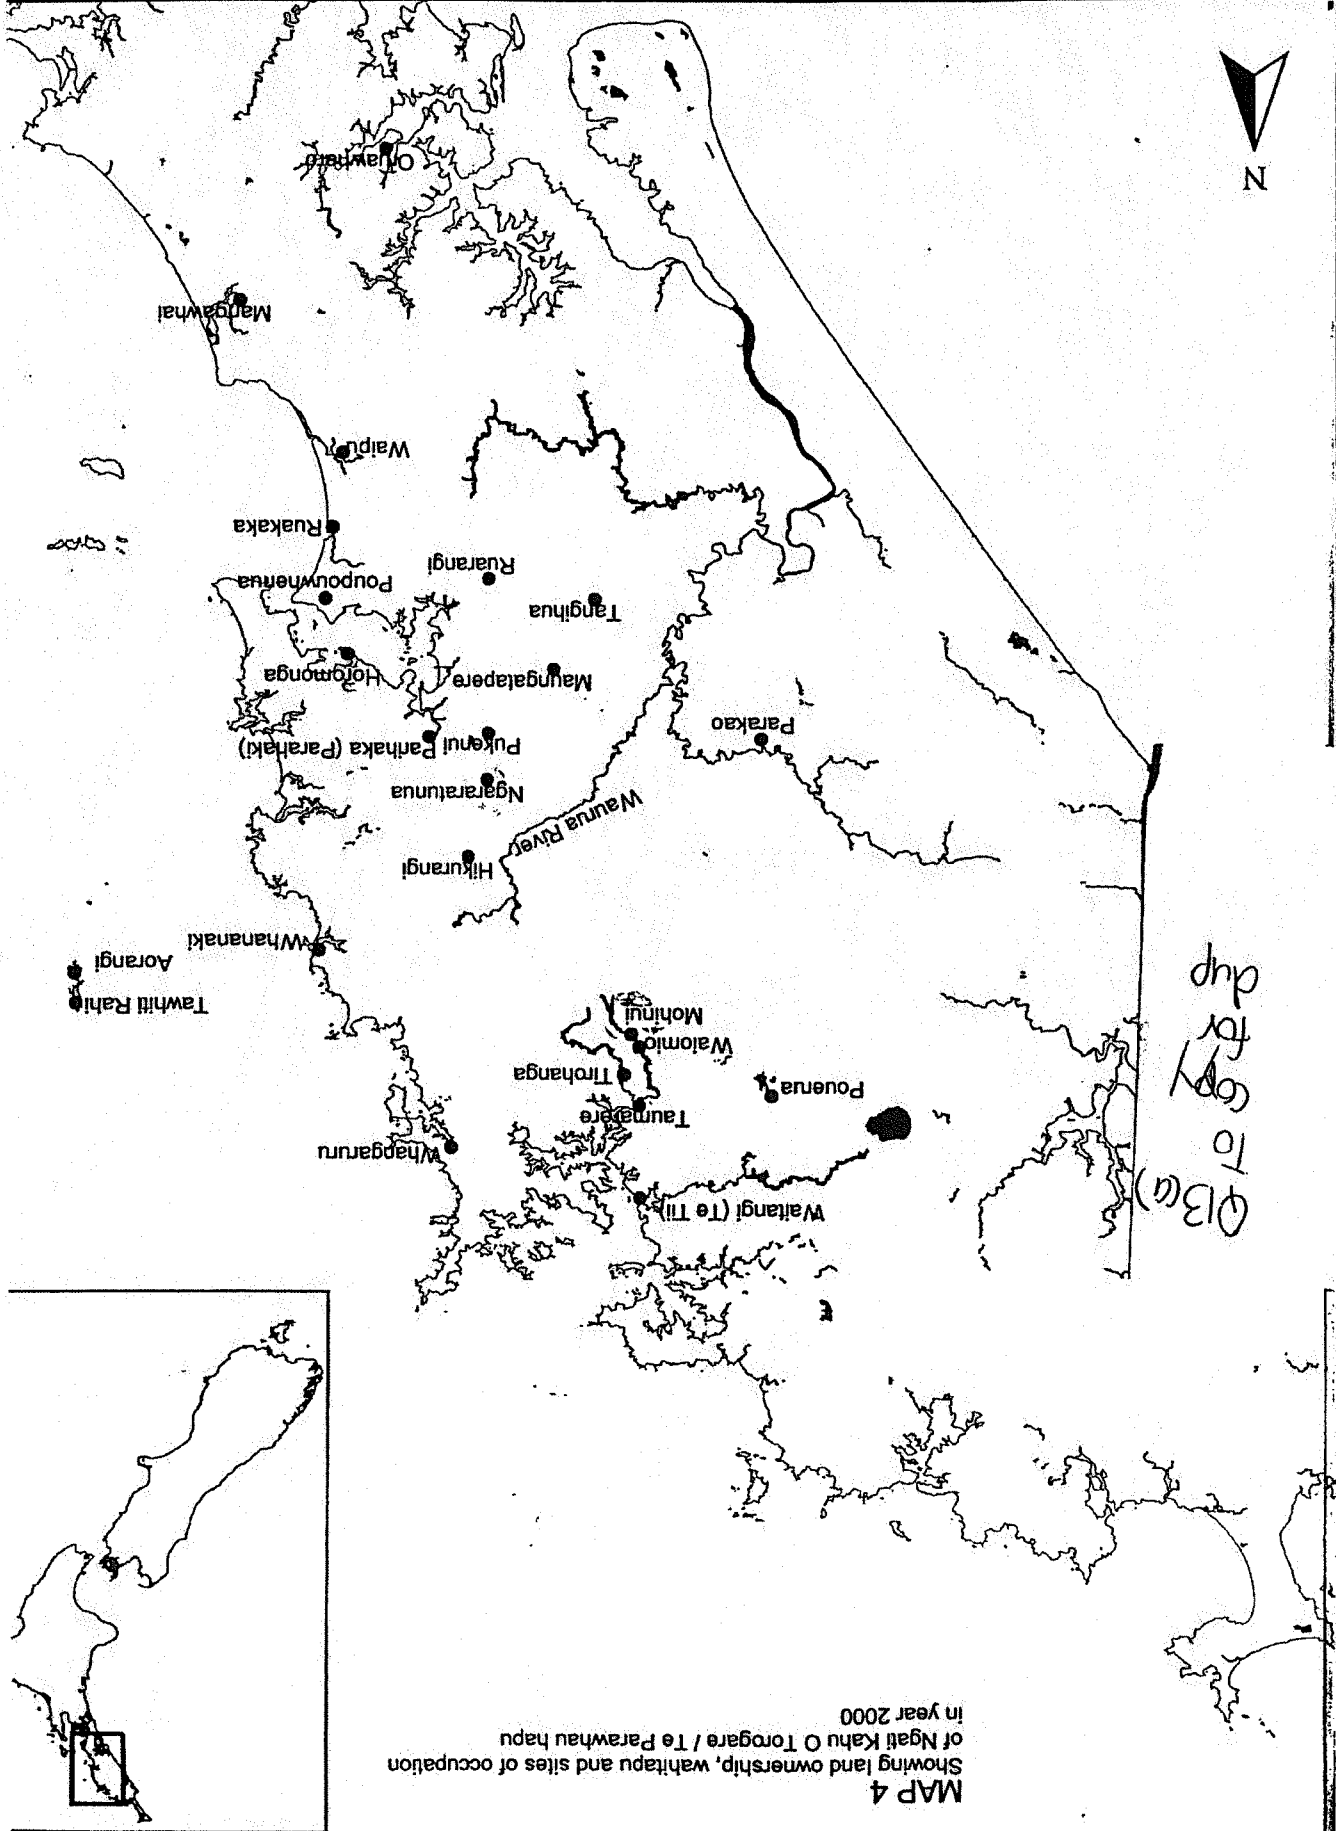 MAP 4
Showing land ownership, wahitapu and sites of occupation
of Ngati Kahu O Torogare / Te Parawhau hapu
in year 2000
Q13(a)
To
Copy
for
dup
Waitangi (Te Tii)
Whangaruru
Taumarere
Pouerua
Tirohanga
Waiomio
Mohinui
Tawhiti Rahi
Aorangi
Whananaki
Hikurangi
Waurua River
Ngararatunua
Pukenui
Parihaka (Parahaki)
Parakao
Maungatapere
Horomonga
Tangihua
Poupouwhenua
Ruarangi
Ruakaka
Waipu
Mangawhai
Oruawharo
N